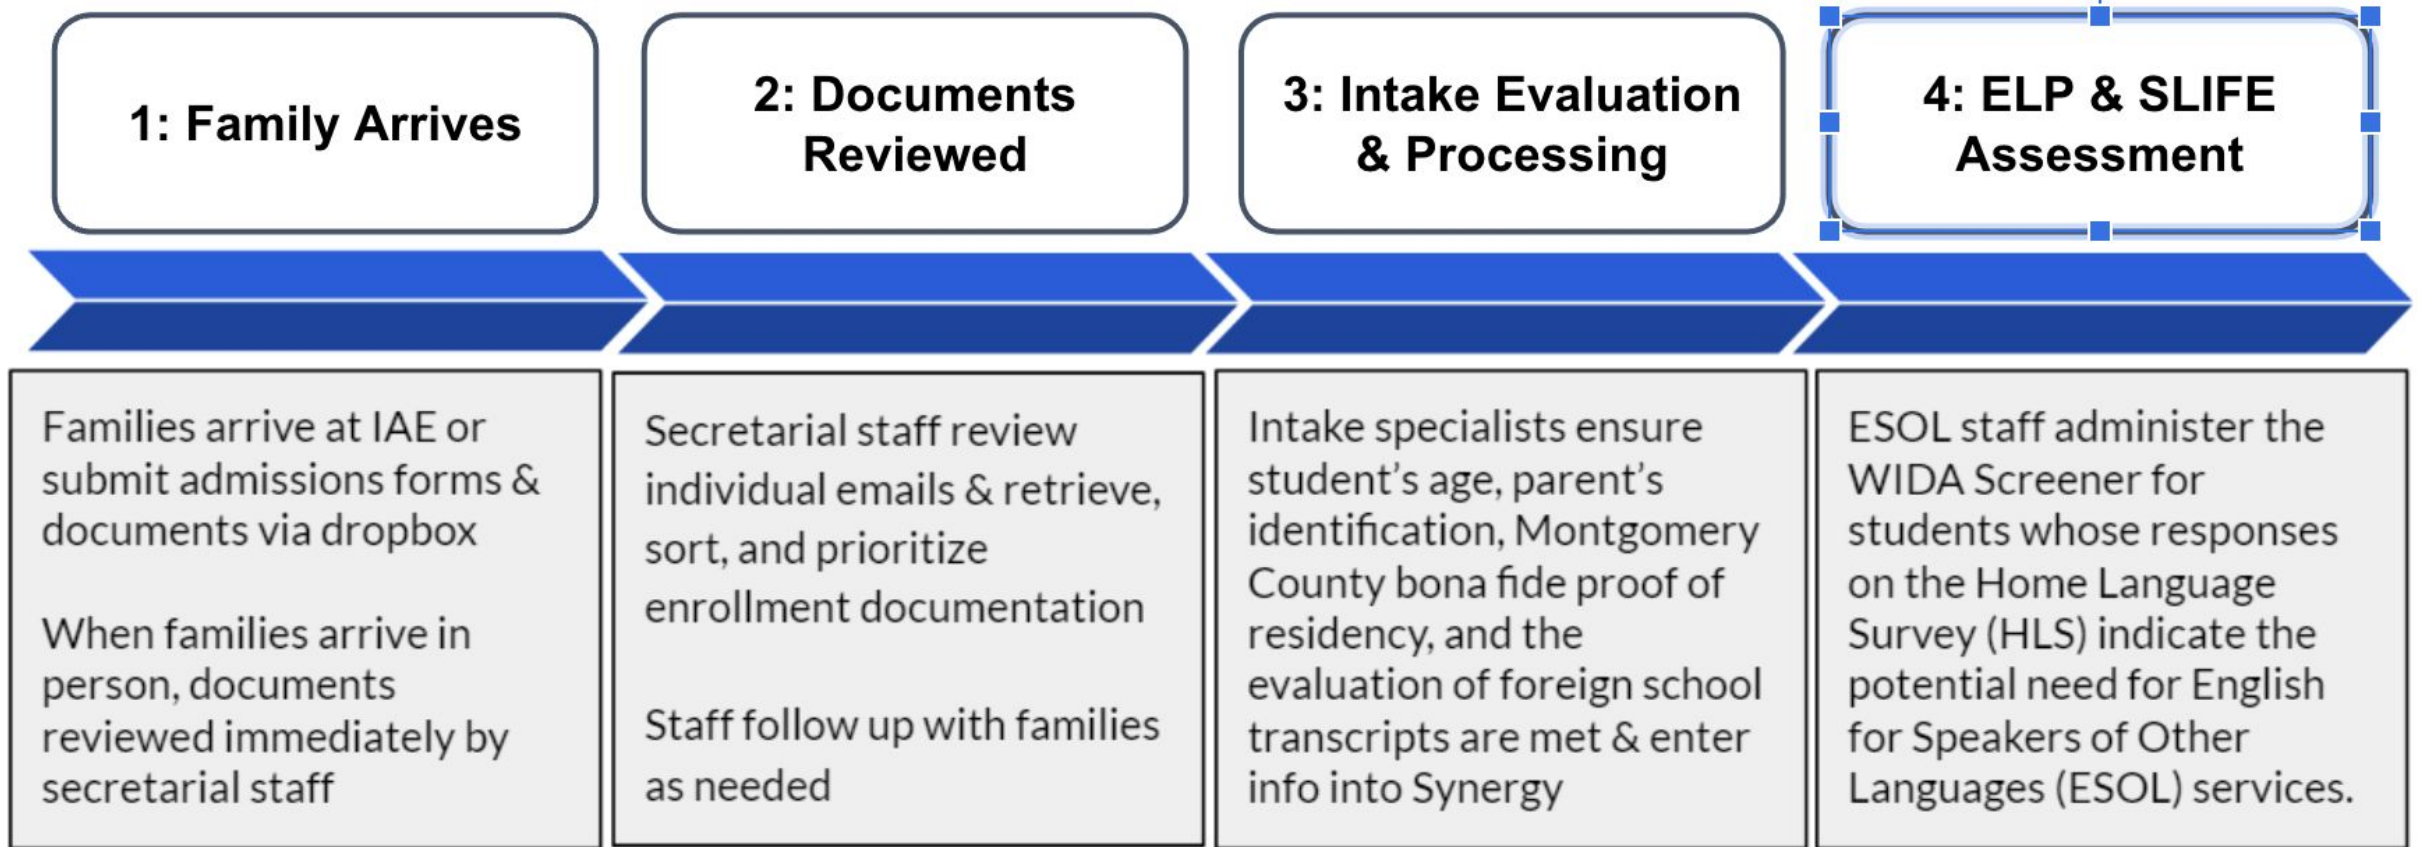 1: Family Arrives
2: Documents
Reviewed
3: Intake Evaluation
& Processing
4: ELP & SLIFE
Assessment
Families arrive at IAE or
submit admissions forms &
documents via dropbox
When families arrive in
person, documents
reviewed immediately by
secretarial staff
Secretarial staff review
individual emails & retrieve,
sort, and prioritize
enrollment documentation
Staff follow up with families
as needed
Intake specialists ensure
student’s age, parent’s
identification, Montgomery
County bona fide proof of
residency, and the
evaluation of foreign school
transcripts are met & enter
info into Synergy
ESOL staff administer the
WIDA Screener for
students whose responses
on the Home Language
Survey (HLS) indicate the
potential need for English
for Speakers of Other
Languages (ESOL) services.